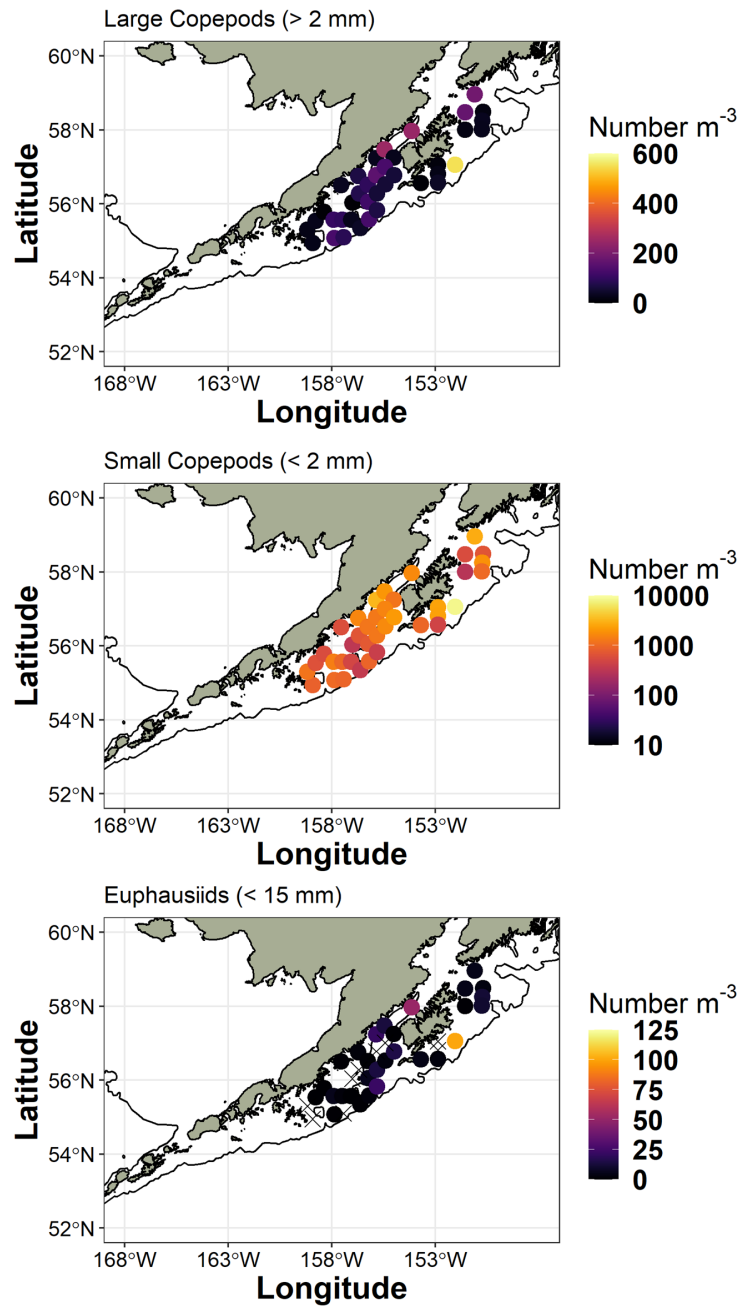 Large Copepods (> 2 mm)
60°N
58°N
56°N
54°N
52°N
Latitude
168°W 163°W 158°W 153°W
Longitude
Number m⁻³
600
400
200
0
Small Copepods (< 2 mm)
60°N
58°N
56°N
54°N
52°N
Latitude
168°W 163°W 158°W 153°W
Longitude
Number m⁻³
10000
1000
100
10
Euphausiids (< 15 mm)
60°N
58°N
56°N
54°N
52°N
Latitude
168°W 163°W 158°W 153°W
Longitude
Number m⁻³
125
100
75
50
25
0